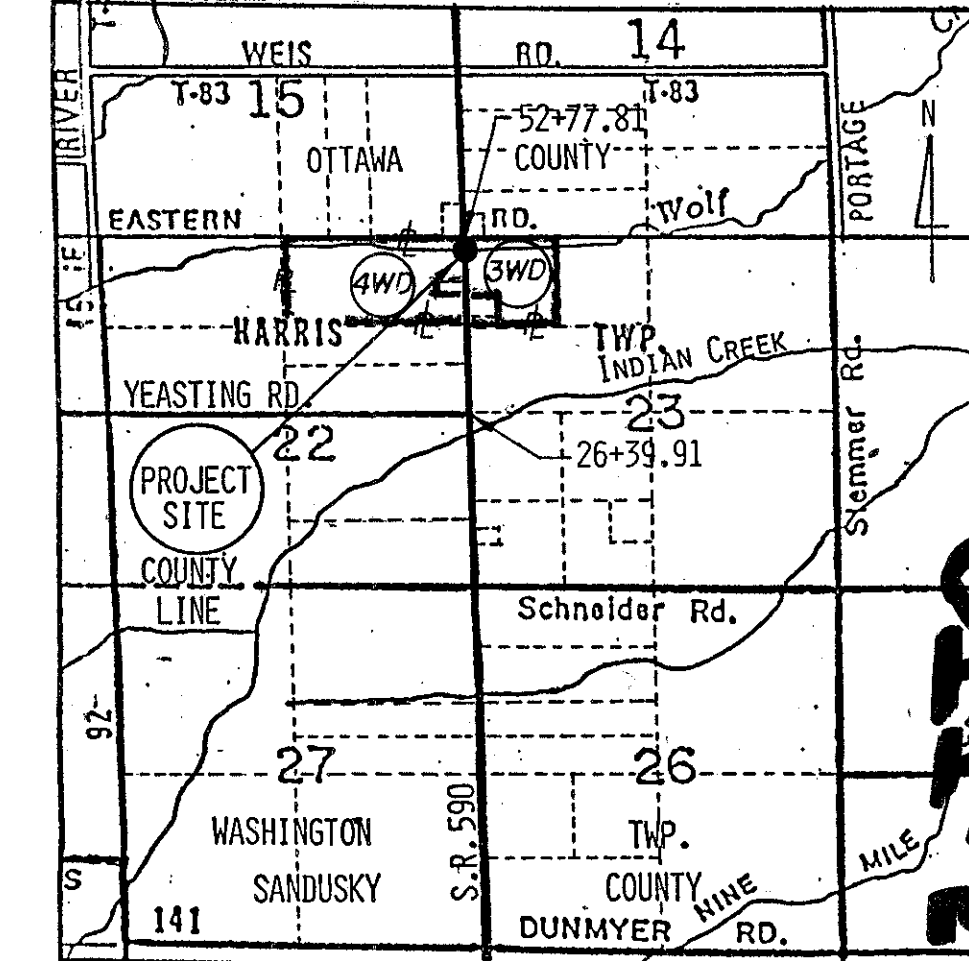 WEIS RD. 14
T-83 15 T-83
RIVER
52+77.81
OTTAWA COUNTY
PORTAGE
N
EASTERN RD.
Wolf
4WD 3WD
HARRIS TWP.
INDIAN CREEK
YEASTING RD.
23
22
26+39.91
Slemmer Rd.
PROJECT
SITE
COUNTY
LINE
Schneider Rd.
92-
27 26
S.R. 590
WASHINGTON TWP.
SANDUSKY COUNTY
NINE MILE
S
141
DUNMYER RD.